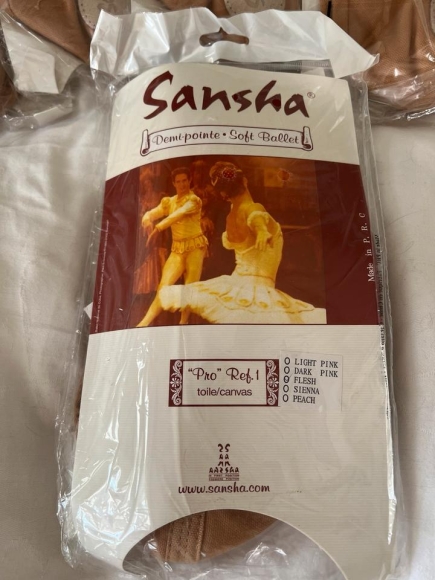 Sansha®
Demi-pointe • Soft Ballet
Made in P. R. C
"Pro" Ref.1
toile/canvas
O LIGHT PINK
O DARK PINK
O FLESH
O SIENNA
O PEACH
www.sansha.com